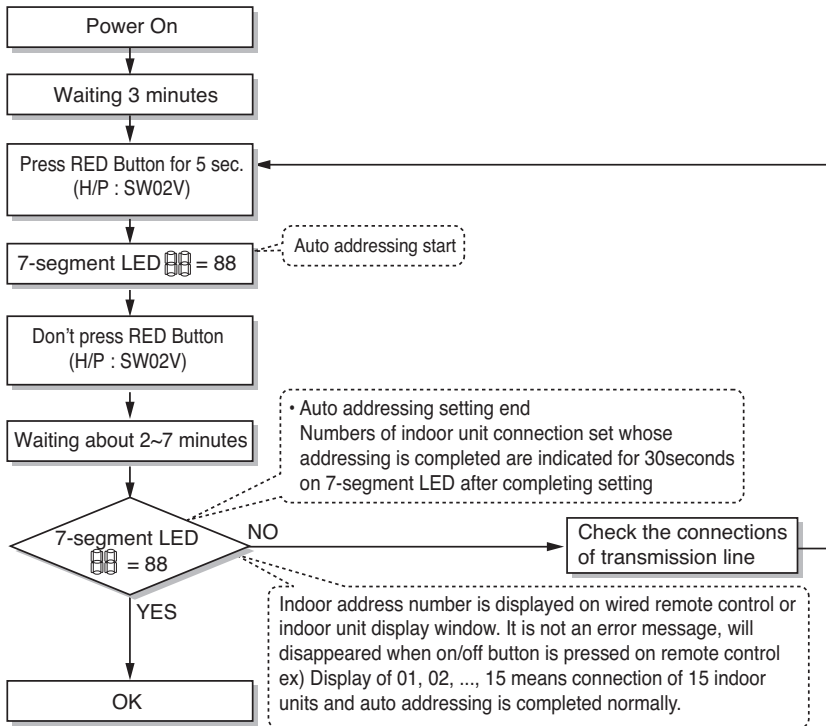 Power On
Waiting 3 minutes
Press RED Button for 5 sec.
(H/P : SW02V)
7-segment LED 88 = 88
Auto addressing start
Don't press RED Button
(H/P : SW02V)
Waiting about 2~7 minutes
• Auto addressing setting end
Numbers of indoor unit connection set whose
addressing is completed are indicated for 30seconds
on 7-segment LED after completing setting
7-segment LED
88 = 88
NO
Check the connections
of transmission line
YES
Indoor address number is displayed on wired remote control or
indoor unit display window. It is not an error message, will
disappeared when on/off button is pressed on remote control
ex) Display of 01, 02, ..., 15 means connection of 15 indoor
units and auto addressing is completed normally.
OK